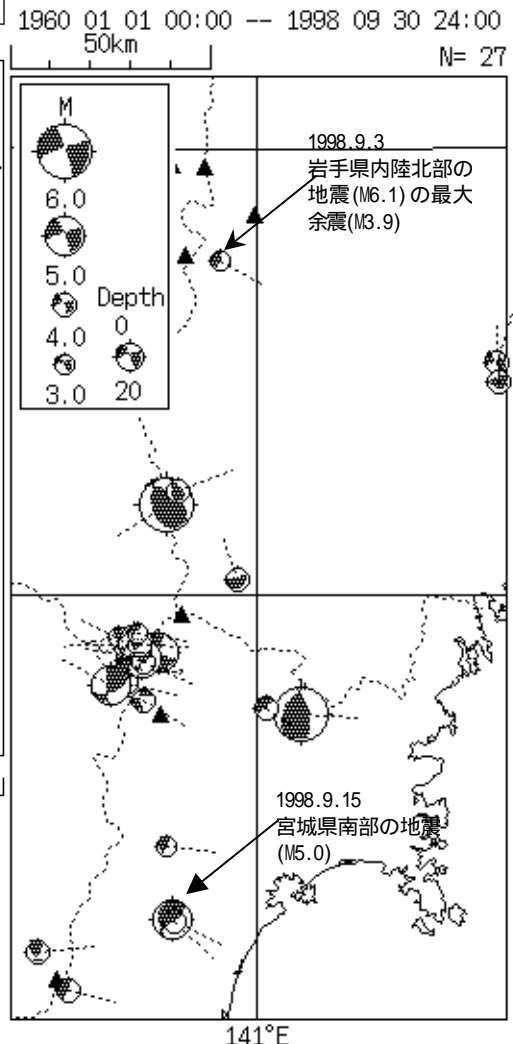 1960 01 01 00:00 -- 1998 09 30 24:00
50km
N= 27
M
6.0
5.0
Depth
0
4.0
20
3.0
1998.9.3
岩手県内陸北部の
地震(M6.1)の最大
余震(M3.9)
1998.9.15
宮城県南部の地震
(M5.0)
141°E